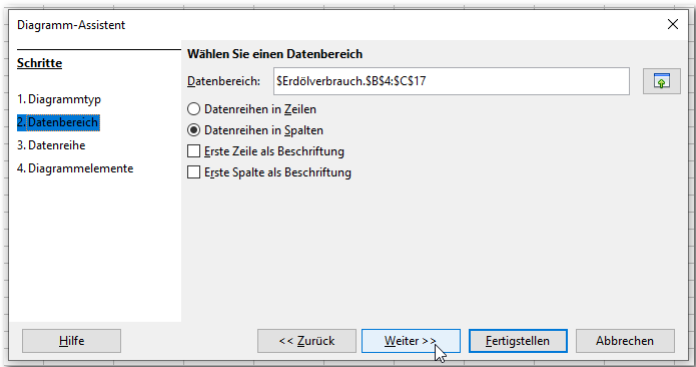 Diagramm-Assistent
Schritte
1. Diagrammtyp
2. Datenbereich
3. Datenreihe
4. Diagrammelemente
Wählen Sie einen Datenbereich
Datenbereich: $Erdölverbrauch.$B$4:$C$17
Datenreihen in Zeilen
Datenreihen in Spalten
Erste Zeile als Beschriftung
Erste Spalte als Beschriftung
Hilfe
<< Zurück
Weiter >>
Fertigstellen
Abbrechen